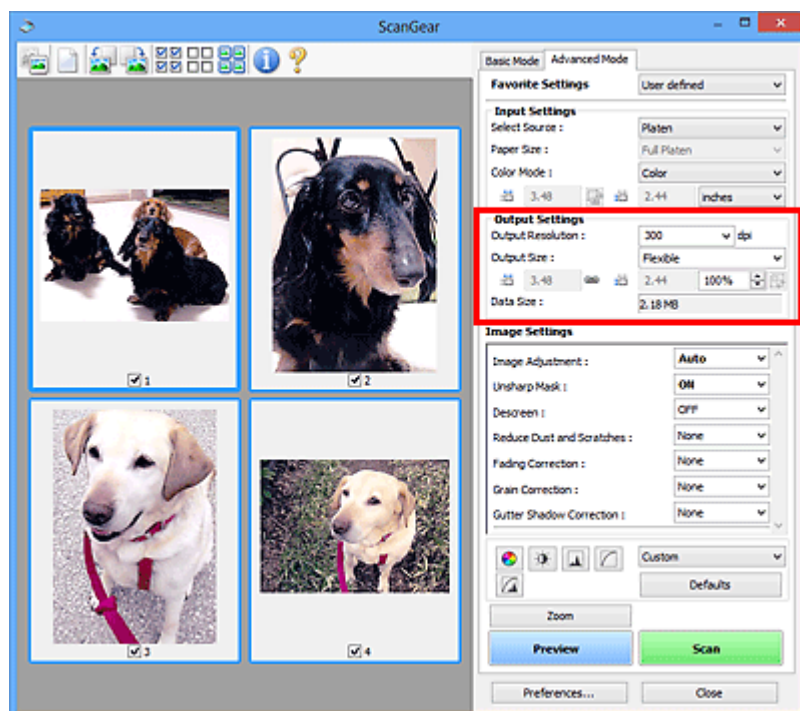 ScanGear
Basic Mode Advanced Mode
Favorite Settings User defined
Input Settings
Select Source : Platen
Paper Size : Full Platen
Color Mode : Color
3.48 2.44 inches
Output Settings
Output Resolution : 300 dpi
Output Size : Flexible
3.48 2.44 100%
Data Size : 2.18 MB
Image Settings
Image Adjustment : Auto
Unsharp Mask : ON
Descreen : OFF
Reduce Dust and Scratches : None
Fading Correction : None
Grain Correction : None
Gutter Shadow Correction : None
1
2
3
4
Custom
Defaults
Zoom
Preview Scan
Preferences... Close